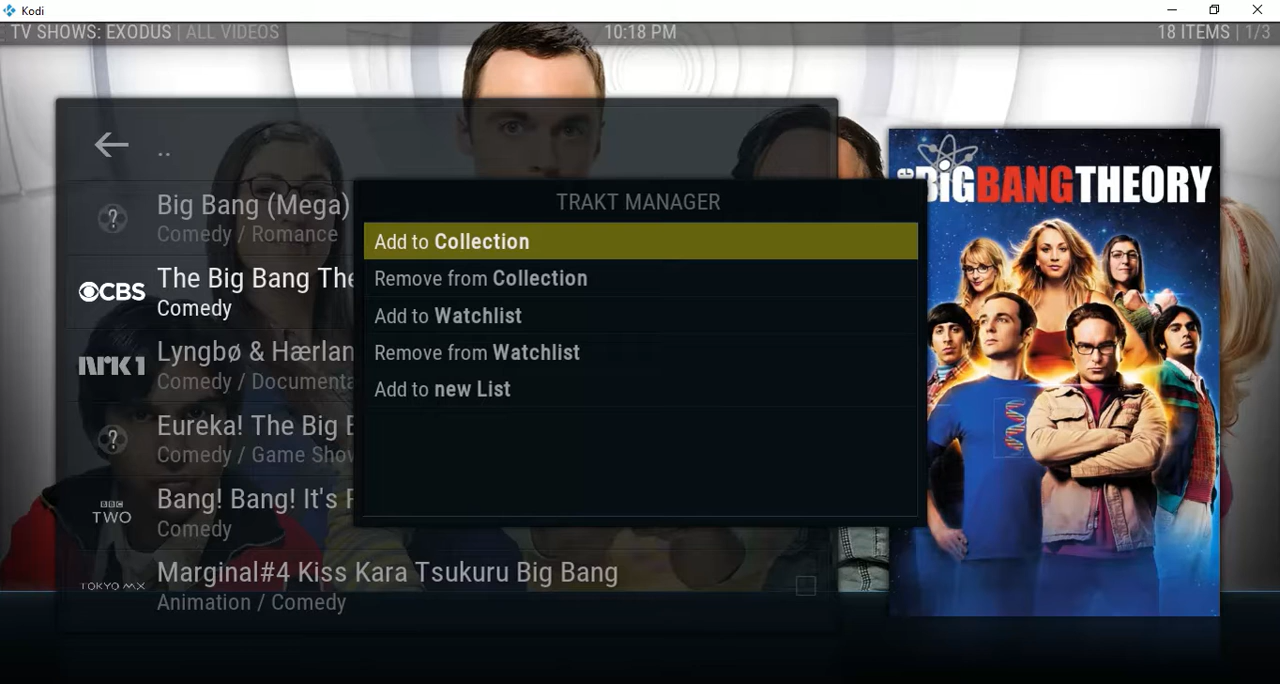 Kodi
TV SHOWS: EXODUS | ALL VIDEOS
10:18 PM
18 ITEMS | 1/3
..
Big Bang (Mega)
Comedy / Romance
CBS
The Big Bang The
Comedy
NRK1
Lyngbø & Hærlan
Comedy / Documenta
Eureka! The Big B
Comedy / Game Show
BBC
TWO
Bang! Bang! It's
Comedy
TOKYO MX
Marginal#4 Kiss Kara Tsukuru Big Bang
Animation / Comedy
TRAKT MANAGER
Add to Collection
Remove from Collection
Add to Watchlist
Remove from Watchlist
Add to new List
BIG BANG THEORY